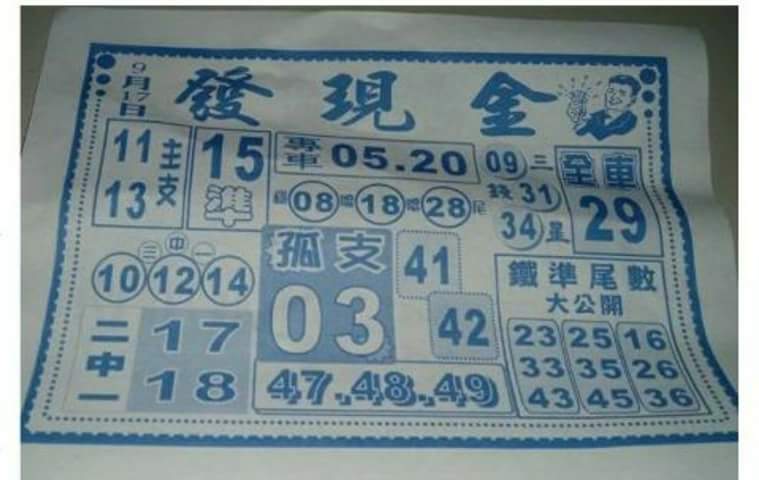 9月17日
發現金
11
13
主支
15
準
專車 05.20
09 二
錢 31
34 星
全車
29
08 18 28 尾
三中一
10 12 14
孤支
03
41
42
鐵準尾數
大公開
23 25 16
33 35 26
43 45 36
二中一
17
18
47.48.49